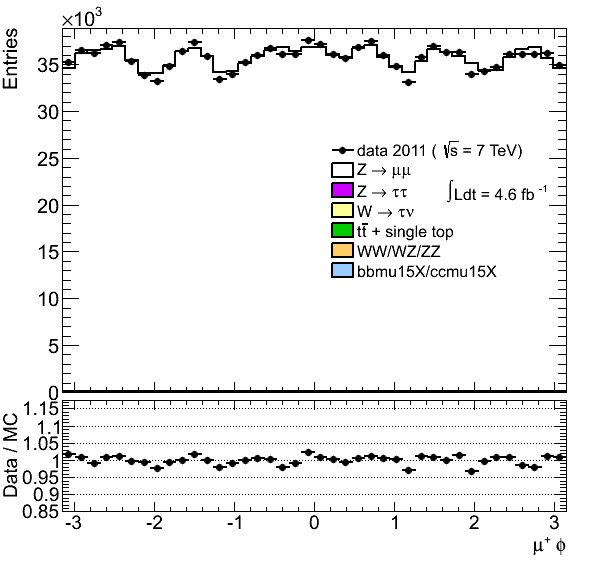 ×10³
Entries
35
30
25
20
15
10
5
0
data 2011 ( √s = 7 TeV)
Z → μμ
Z → ττ
∫Ldt = 4.6 fb⁻¹
W → τν
tt̄ + single top
WW/WZ/ZZ
bbmu15X/ccmu15X
Data / MC
1.15
1.1
1.05
1
0.95
0.9
0.85
-3 -2 -1 0 1 2 3
μ⁺ ϕ